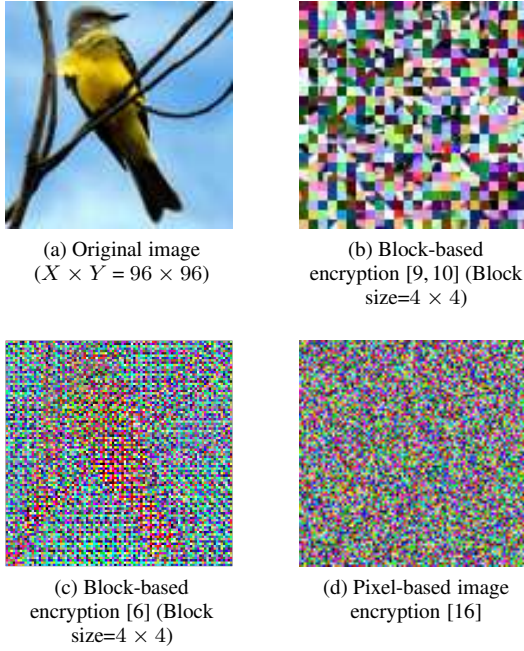 (a) Original image
(X × Y = 96 × 96)
(b) Block-based
encryption [9, 10] (Block
size=4 × 4)
(c) Block-based
encryption [6] (Block
size=4 × 4)
(d) Pixel-based image
encryption [16]